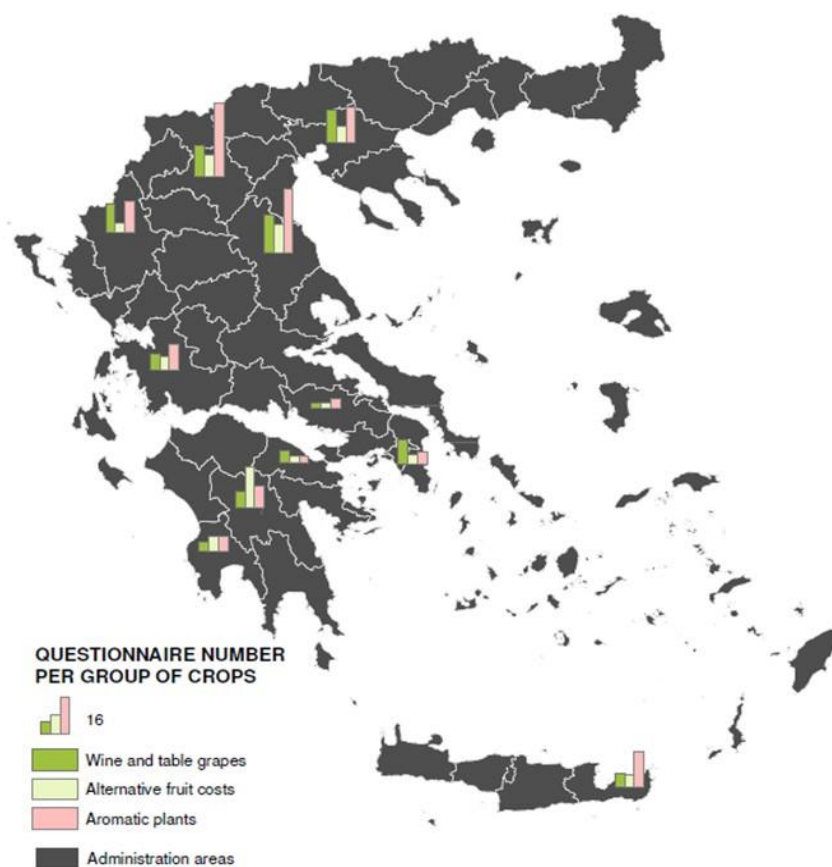 QUESTIONNAIRE NUMBER
PER GROUP OF CROPS
16
Wine and table grapes
Alternative fruit costs
Aromatic plants
Administration areas